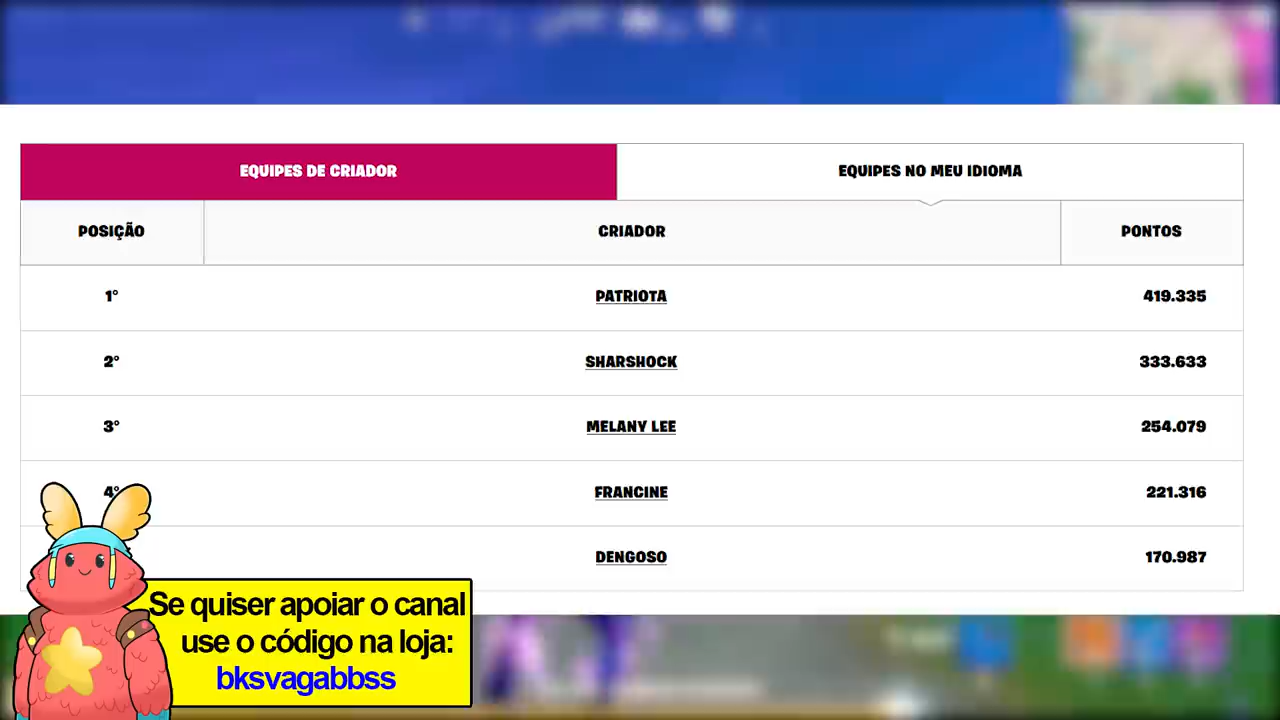 EQUIPES DE CRIADOR
EQUIPES NO MEU IDIOMA
POSIÇÃO CRIADOR PONTOS
1° PATRIOTA 419.335
2° SHARSHOCK 333.633
3° MELANY LEE 254.079
4° FRANCINE 221.316
DENGOSO 170.987
Se quiser apoiar o canal
use o código na loja:
bksvagabbss